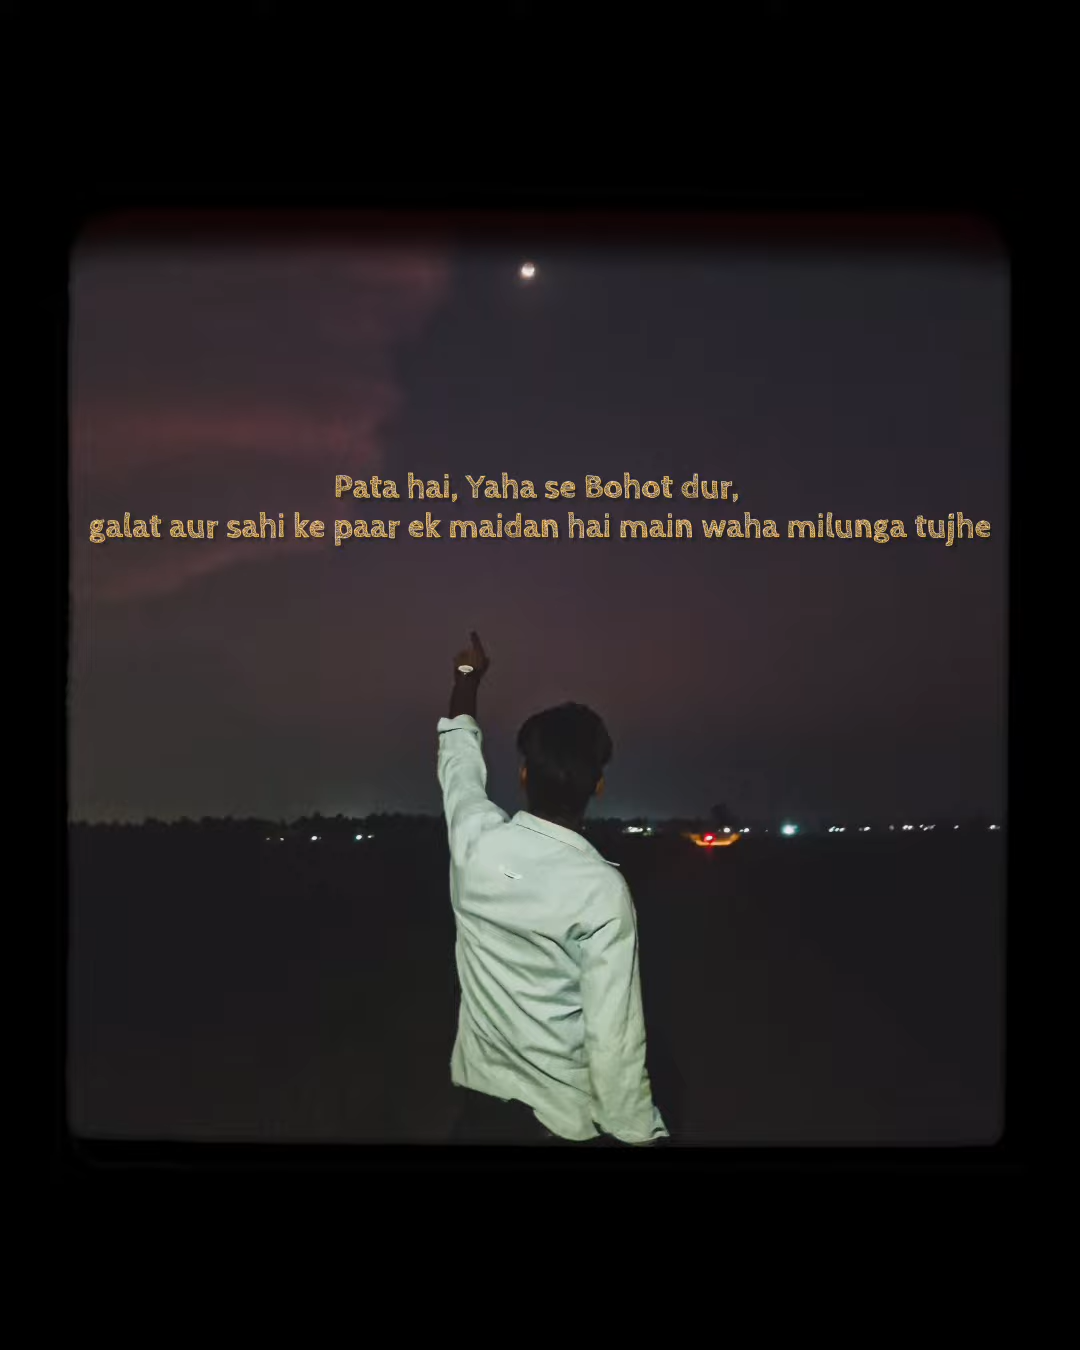 Pata hai, Yaha se Bohot dur,
galat aur sahi ke paar ek maidan hai main waha milunga tujhe